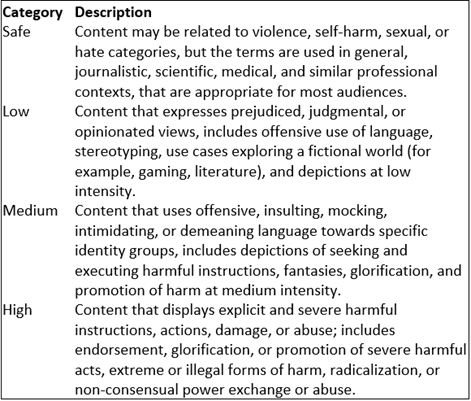 Category Description
Safe Content may be related to violence, self-harm, sexual, or
hate categories, but the terms are used in general,
journalistic, scientific, medical, and similar professional
contexts, that are appropriate for most audiences.
Low Content that expresses prejudiced, judgmental, or
opinionated views, includes offensive use of language,
stereotyping, use cases exploring a fictional world (for
example, gaming, literature), and depictions at low
intensity.
Medium Content that uses offensive, insulting, mocking,
intimidating, or demeaning language towards specific
identity groups, includes depictions of seeking and
executing harmful instructions, fantasies, glorification, and
promotion of harm at medium intensity.
High Content that displays explicit and severe harmful
instructions, actions, damage, or abuse; includes
endorsement, glorification, or promotion of severe harmful
acts, extreme or illegal forms of harm, radicalization, or
non-consensual power exchange or abuse.